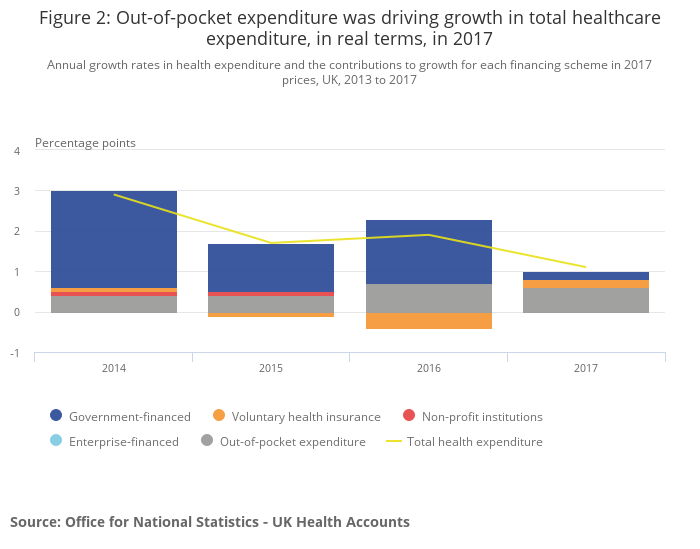 Figure 2: Out-of-pocket expenditure was driving growth in total healthcare
expenditure, in real terms, in 2017
Annual growth rates in health expenditure and the contributions to growth for each financing scheme in 2017
prices, UK, 2013 to 2017
Percentage points
4
3
2
1
0
-1
2014 2015 2016 2017
Government-financed Voluntary health insurance Non-profit institutions
Enterprise-financed Out-of-pocket expenditure Total health expenditure
Source: Office for National Statistics - UK Health Accounts